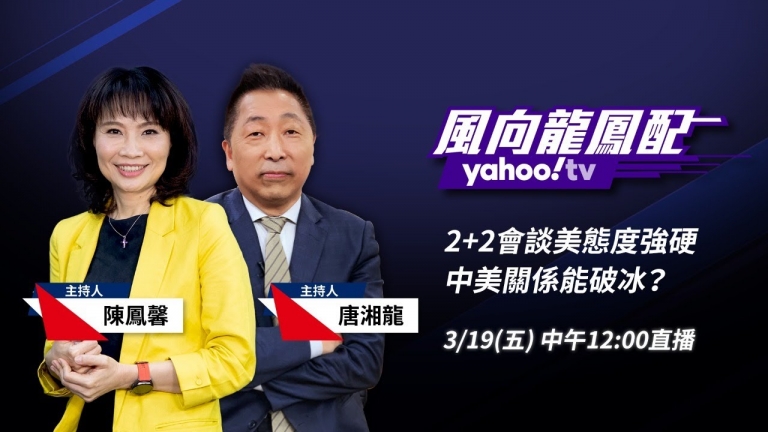 風向龍鳳配
yahoo!tv
2+2會談美態度強硬
中美關係能破冰？
3/19(五) 中午12:00直播
主持人
陳鳳馨
主持人
唐湘龍